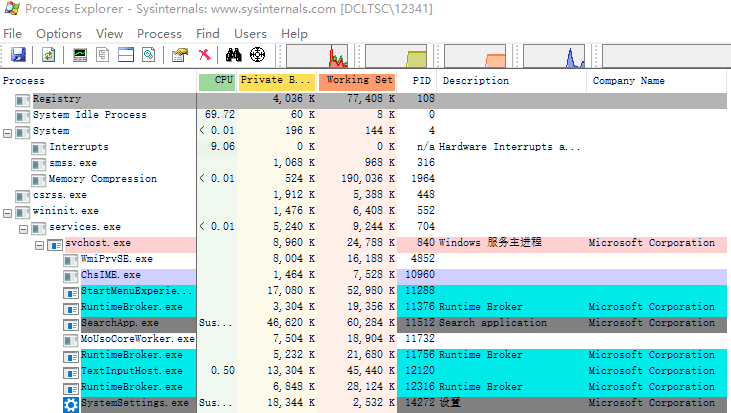 Process Explorer - Sysinternals: www.sysinternals.com [DCLTSC\12341]
File Options View Process Find Users Help
Process CPU Private B... Working Set PID Description Company Name
Registry 4,036 K 77,408 K 108
System Idle Process 69.72 60 K 8 K 0
System < 0.01 196 K 144 K 4
Interrupts 9.06 0 K 0 K n/a Hardware Interrupts a...
smss.exe 1,068 K 968 K 316
Memory Compression < 0.01 524 K 190,036 K 1964
csrss.exe 1,912 K 5,388 K 448
wininit.exe 1,476 K 6,408 K 552
services.exe < 0.01 5,240 K 9,244 K 704
svchost.exe 8,960 K 24,788 K 840 Windows 服务主进程 Microsoft Corporation
WmiPrvSE.exe 8,004 K 16,188 K 4852
ChsIME.exe 1,464 K 7,528 K 10960
StartMenuExperie... 17,080 K 52,980 K 11288
RuntimeBroker.exe 3,304 K 19,356 K 11376 Runtime Broker Microsoft Corporation
SearchApp.exe Sus... 46,620 K 60,284 K 11512 Search application Microsoft Corporation
MoUsoCoreWorker.exe 7,504 K 18,904 K 11732
RuntimeBroker.exe 5,232 K 21,680 K 11756 Runtime Broker Microsoft Corporation
TextInputHost.exe 0.50 13,304 K 45,440 K 12120 Microsoft Corporation
RuntimeBroker.exe 6,848 K 28,124 K 12316 Runtime Broker Microsoft Corporation
SystemSettings.exe Sus... 18,344 K 2,532 K 14272 设置 Microsoft Corporation